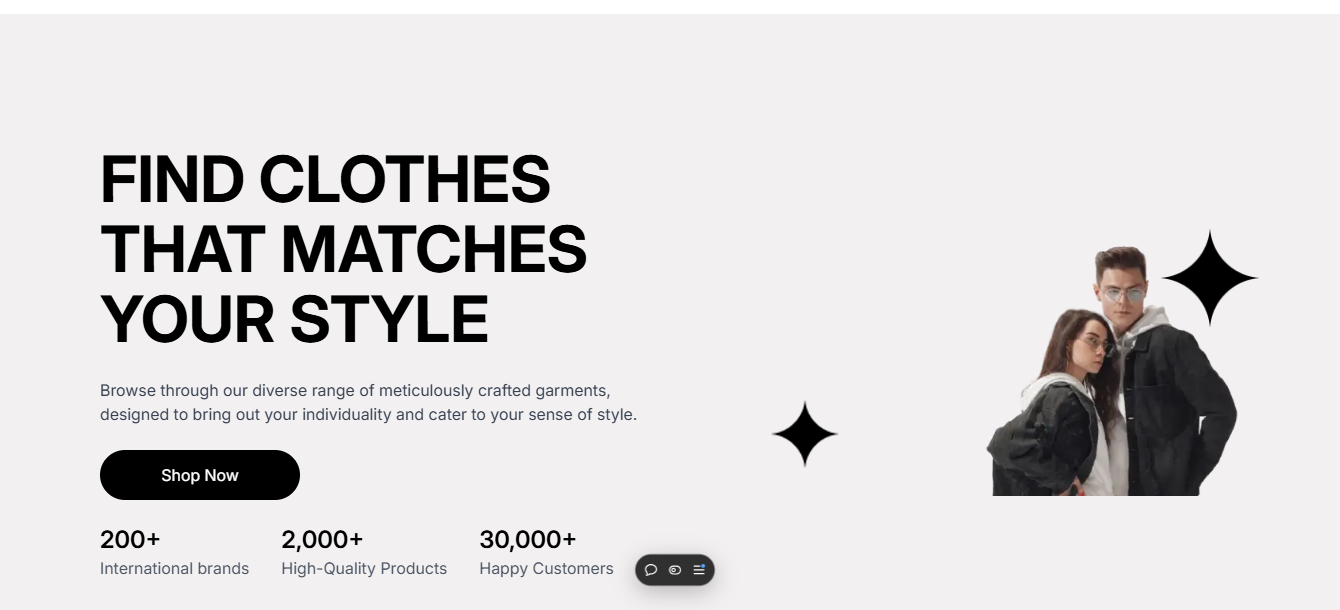 FIND CLOTHES
THAT MATCHES
YOUR STYLE
Browse through our diverse range of meticulously crafted garments,
designed to bring out your individuality and cater to your sense of style.
Shop Now
200+ 2,000+ 30,000+
International brands High-Quality Products Happy Customers